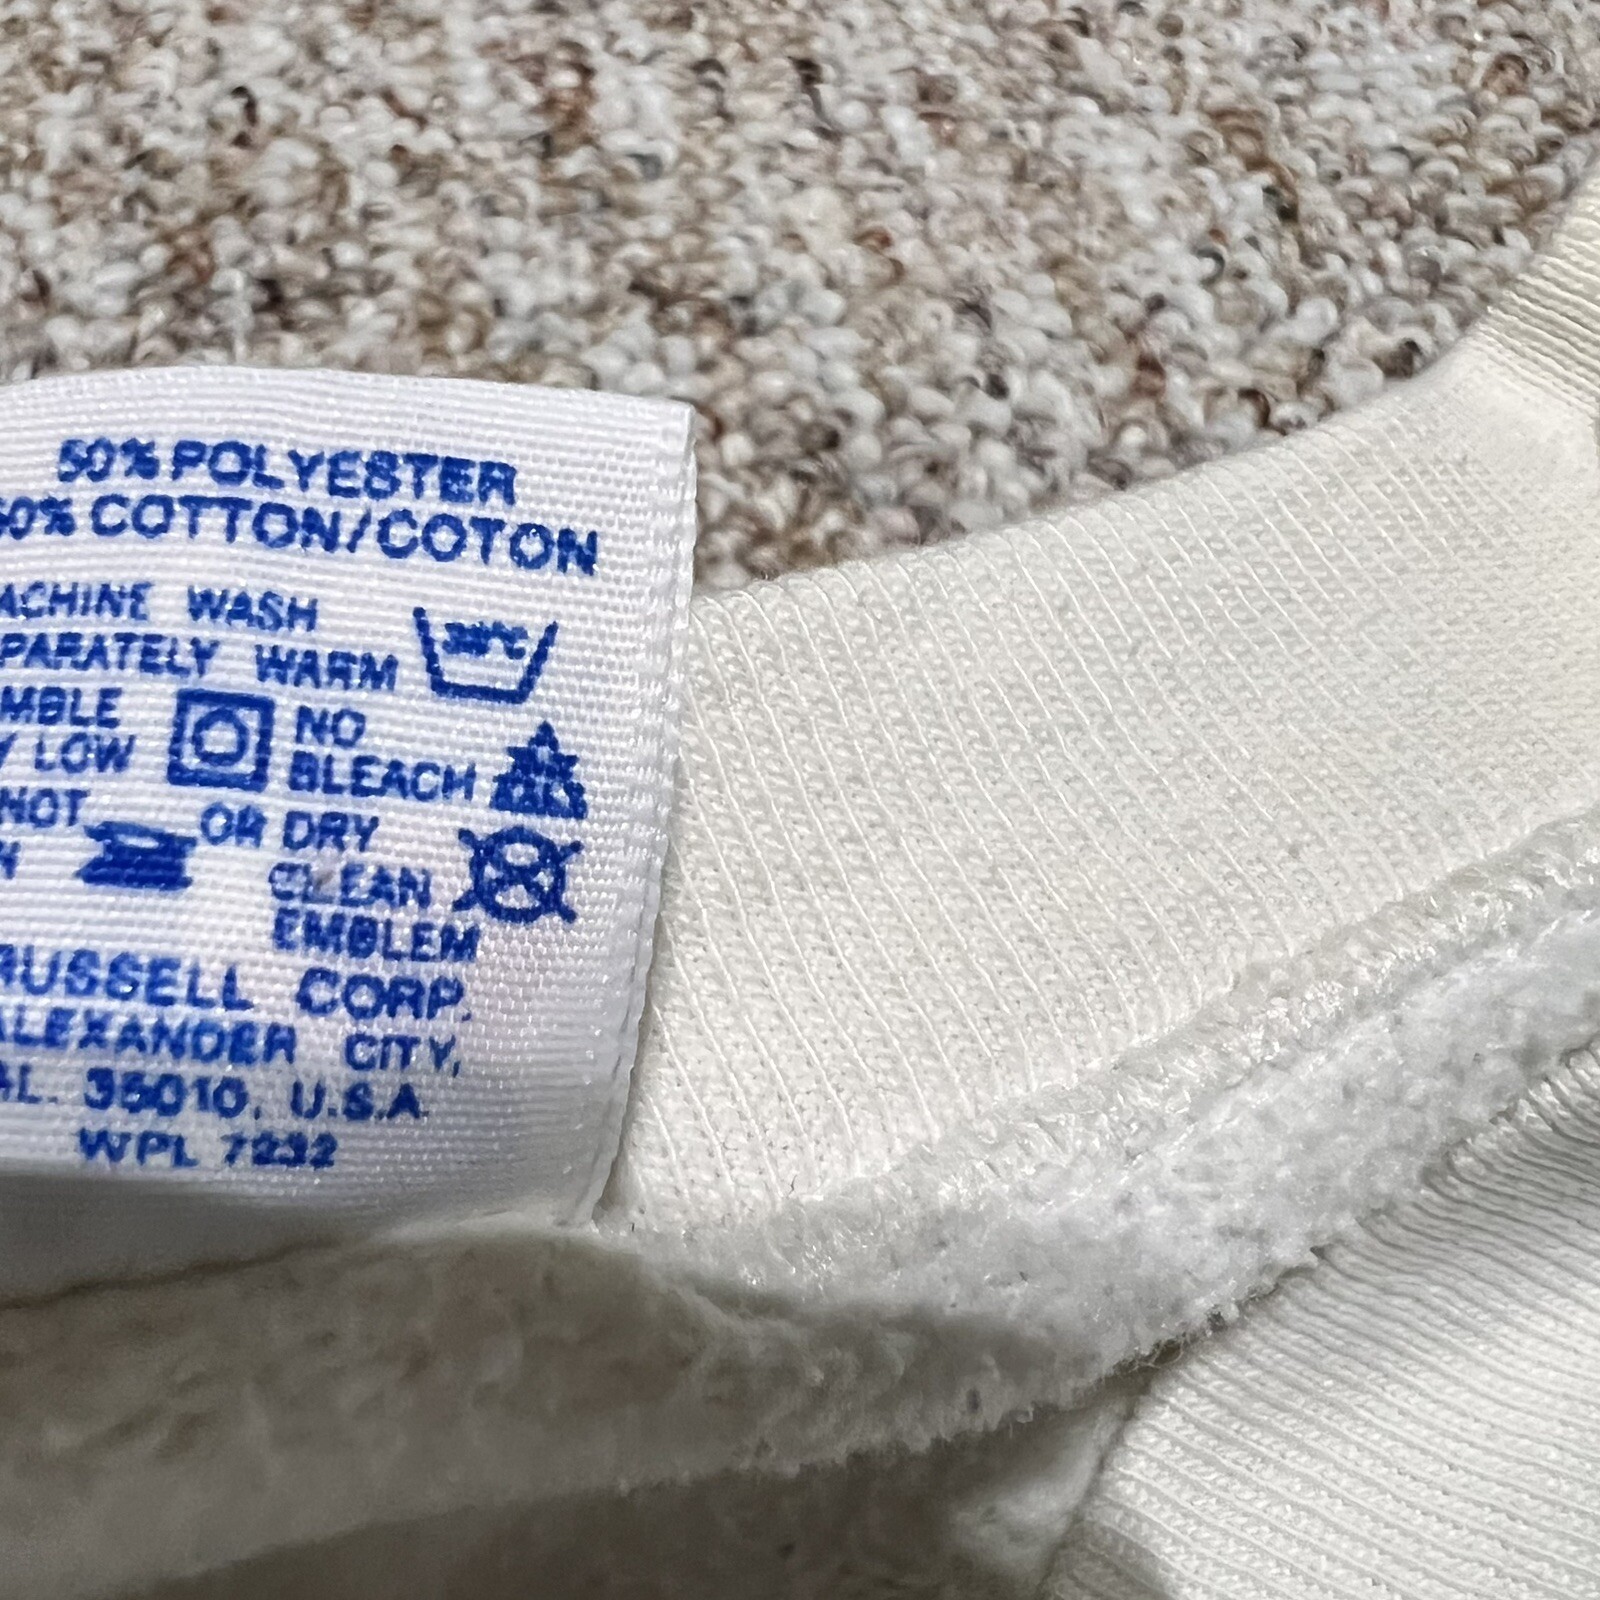 50% POLYESTER
50% COTTON/COTON
ACHINE WASH
PARATELY WARM
30°C
MBLE
NO
Y LOW
BLEACH
NOT
OR DRY
CLEAN
EMBLEM
RUSSELL CORP.
ALEXANDER CITY,
AL. 35010, U.S.A.
WPL 7232